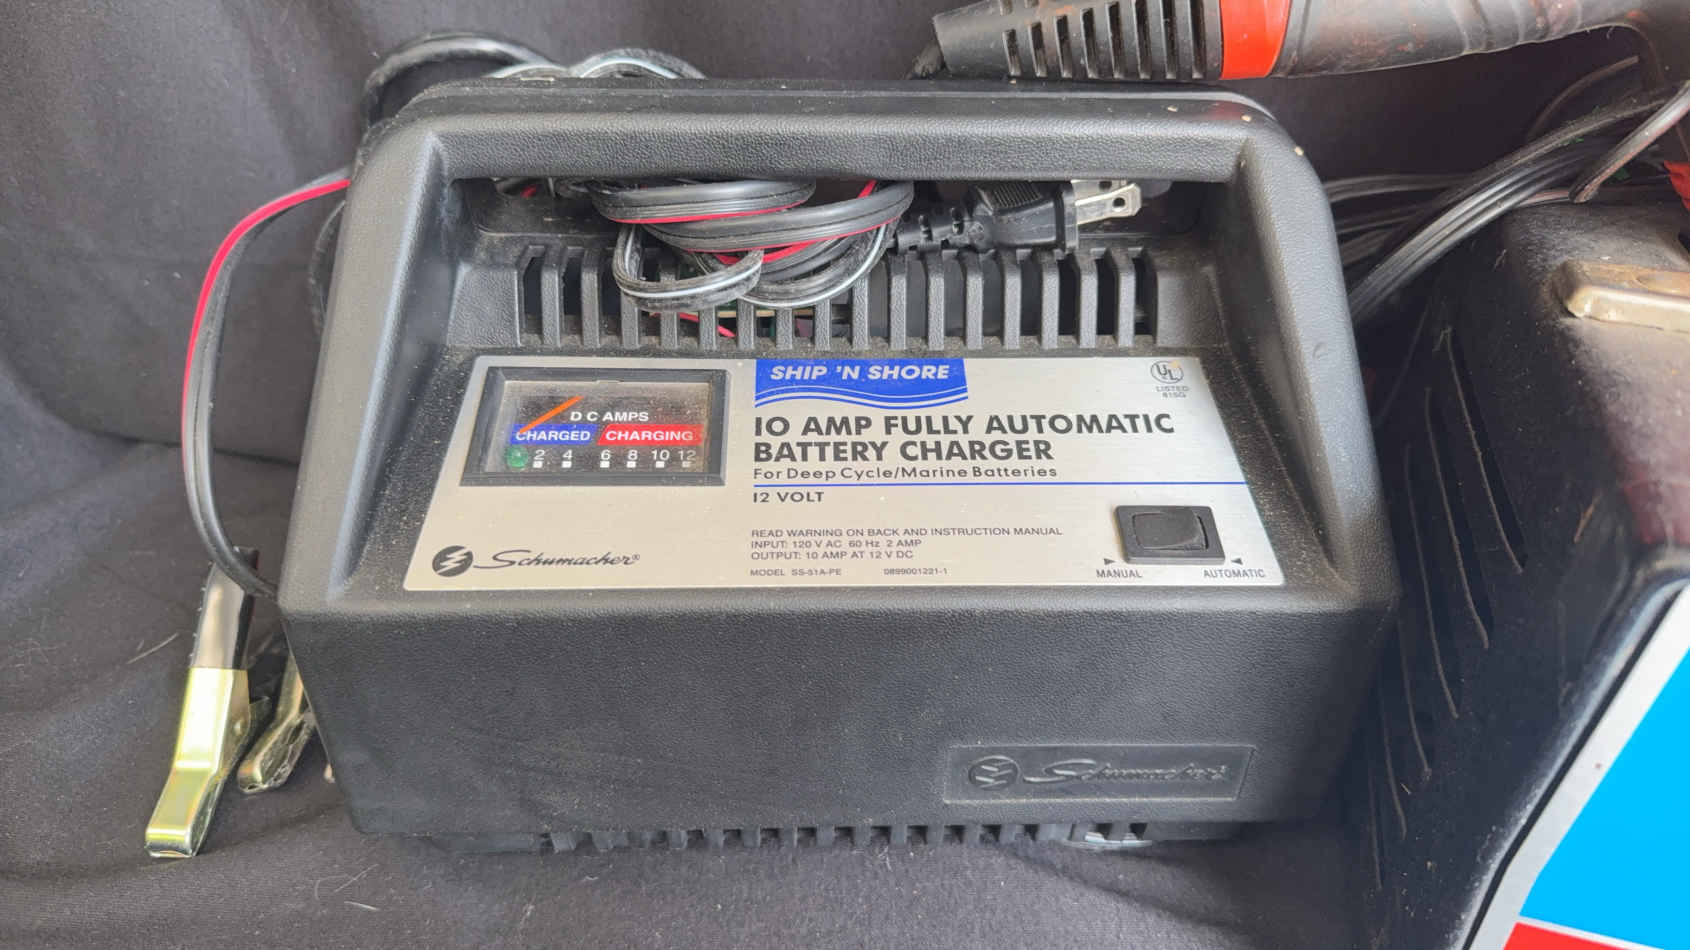 SHIP 'N SHORE
UL
LISTED
816G
10 AMP FULLY AUTOMATIC
BATTERY CHARGER
For Deep Cycle/Marine Batteries
12 VOLT
D C AMPS
CHARGED CHARGING
2 4 6 8 10 12
READ WARNING ON BACK AND INSTRUCTION MANUAL
INPUT: 120 V AC 60 Hz 2 AMP
OUTPUT: 10 AMP AT 12 V DC
MODEL SS-51A-PE 0899001221-1
Schumacher®
MANUAL AUTOMATIC
Schumacher®